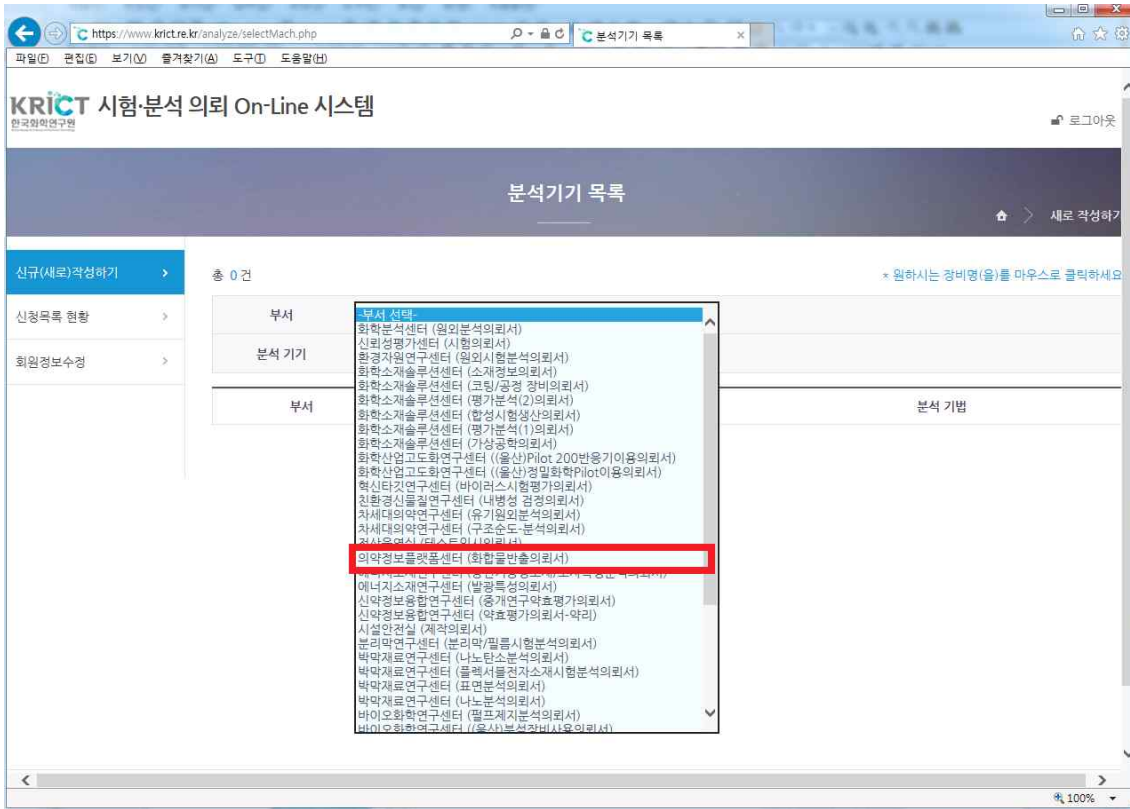 https://www.krict.re.kr/analyze/selectMach.php
분석기기 목록
파일(F) 편집(E) 보기(V) 즐겨찾기(A) 도구(T) 도움말(H)
KRICT 시험·분석 의뢰 On-Line 시스템
한국화학연구원
로그아웃
분석기기 목록
새로 작성하기
신규(새로)작성하기
총 0 건
* 원하시는 장비명(을)를 마우스로 클릭하세요
신청목록 현황
회원정보수정
부서
분석 기기
부서
분석 기법
-부서 선택-
화학분석센터 (원외분석의뢰서)
신뢰성평가센터 (시험의뢰서)
환경자원연구센터 (원외시험분석의뢰서)
화학소재솔루션센터 (소재정보의뢰서)
화학소재솔루션센터 (코팅/공정 장비의뢰서)
화학소재솔루션센터 (평가분석(2)의뢰서)
화학소재솔루션센터 (합성시험생산의뢰서)
화학소재솔루션센터 (평가분석(1)의뢰서)
화학소재솔루션센터 (가상공학의뢰서)
화학산업고도화연구센터 ((울산)Pilot 200반응기이용의뢰서)
화학산업고도화연구센터 ((울산)정밀화학Pilot이용의뢰서)
혁신타깃연구센터 (바이러스시험평가의뢰서)
친환경신물질연구센터 (내병성 검정의뢰서)
차세대의약연구센터 (유기원외분석의뢰서)
차세대의약연구센터 (구조순도-분석의뢰서)
의약정보플랫폼센터 (화합물반출의뢰서)
에너지소재연구센터 (발광특성의뢰서)
신약정보융합연구센터 (중개연구약효평가의뢰서)
신약정보융합연구센터 (약효평가의뢰서-약리)
시설안전실 (제작의뢰서)
분리막연구센터 (분리막/필름시험분석의뢰서)
박막재료연구센터 (나노탄소분석의뢰서)
박막재료연구센터 (플렉서블전자소재시험분석의뢰서)
박막재료연구센터 (표면분석의뢰서)
박막재료연구센터 (나노분석의뢰서)
바이오화학연구센터 (펄프제지분석의뢰서)
바이오화학연구센터 ((울산)분석장비사용의뢰서)
100%